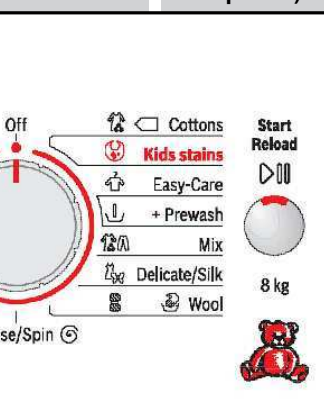 Off
Cottons
Kids stains
Easy-Care
+ Prewash
Mix
Delicate/Silk
Wool
se/Spin
Start
Reload
8 kg